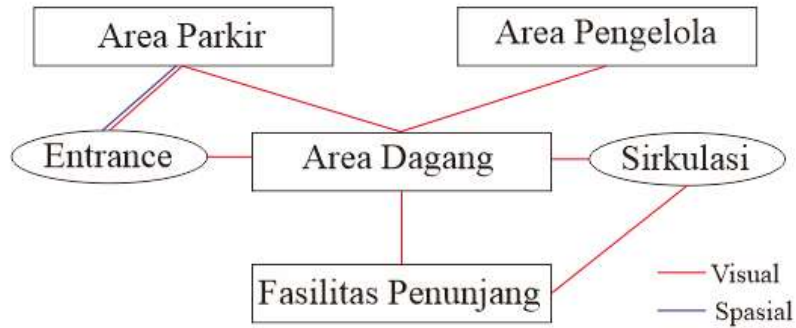 Area Parkir
Area Pengelola
Entrance
Area Dagang
Sirkulasi
Fasilitas Penunjang
Visual
Spasial